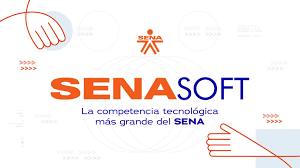 SENA
SENASOFT
La competencia tecnológica
más grande del SENA